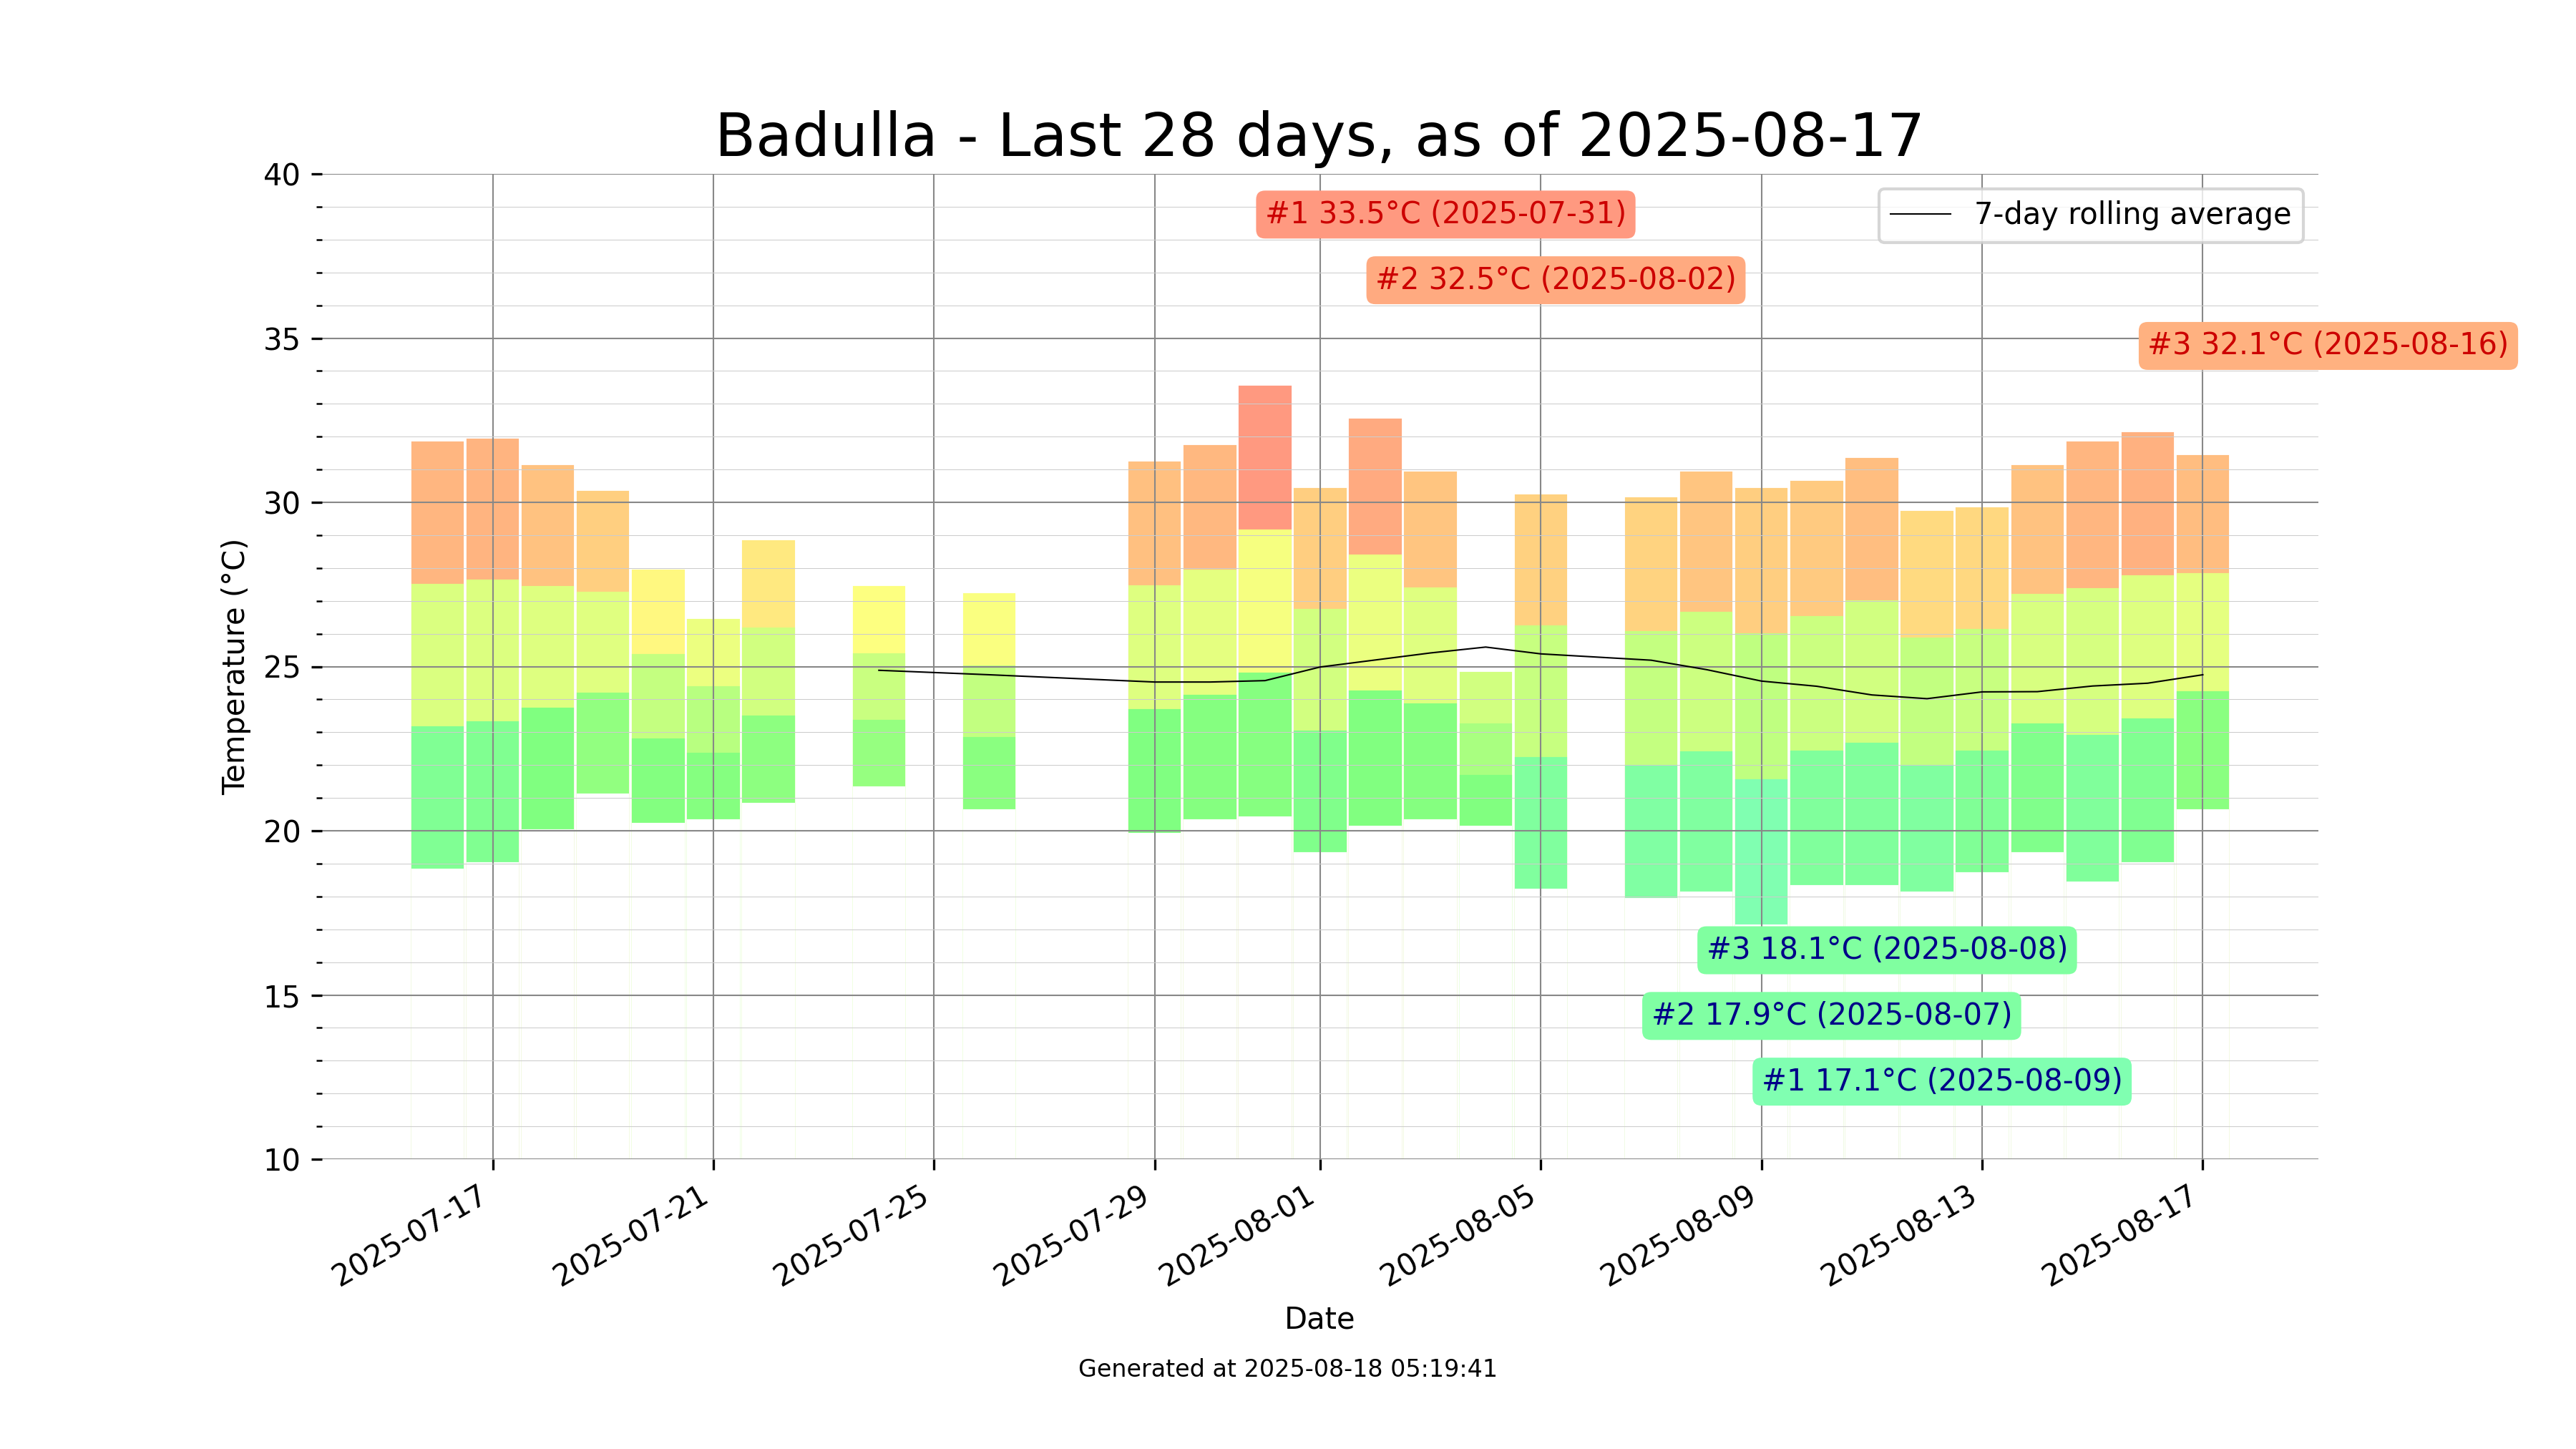 Badulla - Last 28 days, as of 2025-08-17
40
35
30
25
20
15
10
Temperature (°C)
#1 33.5°C (2025-07-31)
7-day rolling average
#2 32.5°C (2025-08-02)
#3 32.1°C (2025-08-16)
#3 18.1°C (2025-08-08)
#2 17.9°C (2025-08-07)
#1 17.1°C (2025-08-09)
2025-07-17
2025-07-21
2025-07-25
2025-07-29
2025-08-01
2025-08-05
2025-08-09
2025-08-13
2025-08-17
Date
Generated at 2025-08-18 05:19:41